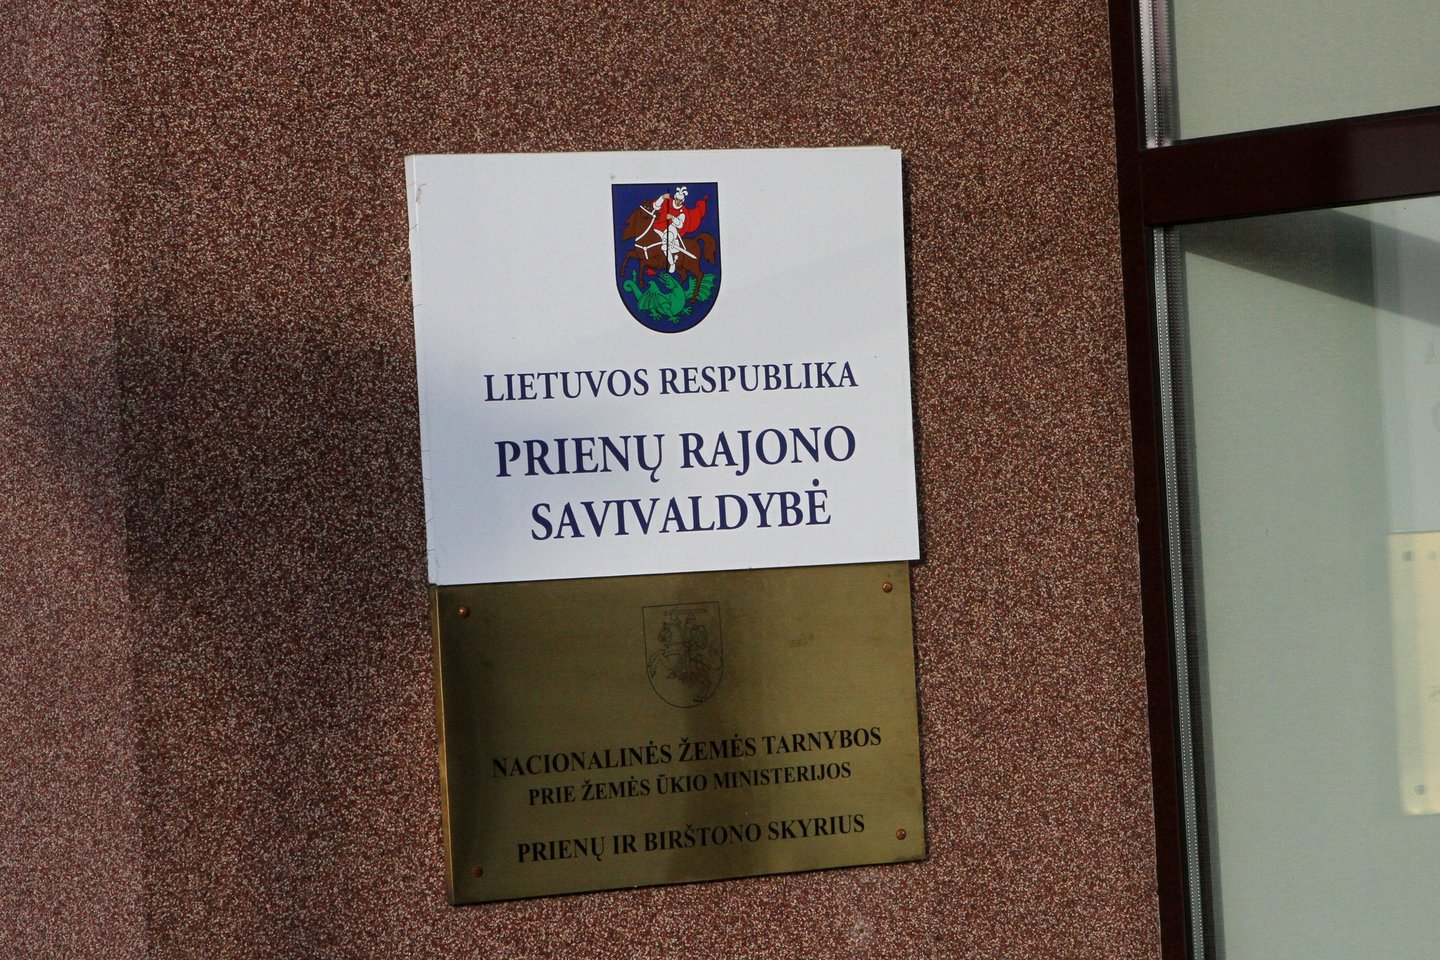 LIETUVOS RESPUBLIKA
PRIENŲ RAJONO
SAVIVALDYBĖ
NACIONALINĖS ŽEMĖS TARNYBOS
PRIE ŽEMĖS ŪKIO MINISTERIJOS
PRIENŲ IR BIRŠTONO SKYRIUS